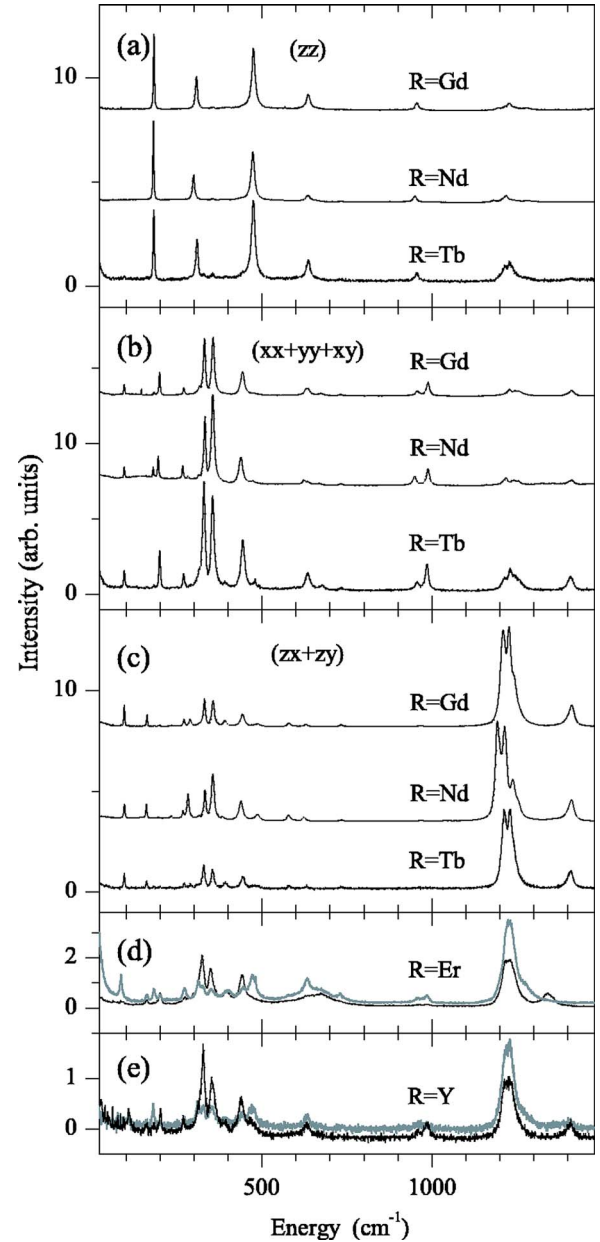 (a)
(zz)
10
R=Gd
R=Nd
R=Tb
0
(b)
(xx+yy+xy)
R=Gd
10
R=Nd
R=Tb
0
(c)
(zx+zy)
10
R=Gd
R=Nd
R=Tb
0
(d)
2
R=Er
0
(e)
1
R=Y
0
500
1000
Energy (cm-1)
Intensity (arb. units)